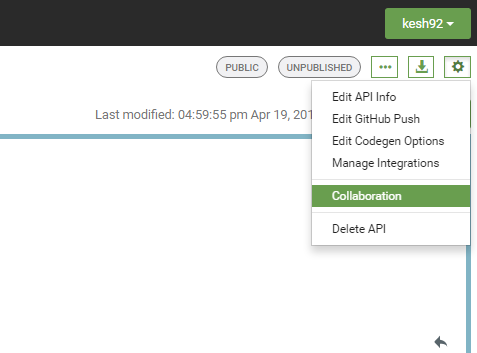 kesh92
PUBLIC UNPUBLISHED
Last modified: 04:59:55 pm Apr 19, 201
Edit API Info
Edit GitHub Push
Edit Codegen Options
Manage Integrations
Collaboration
Delete API